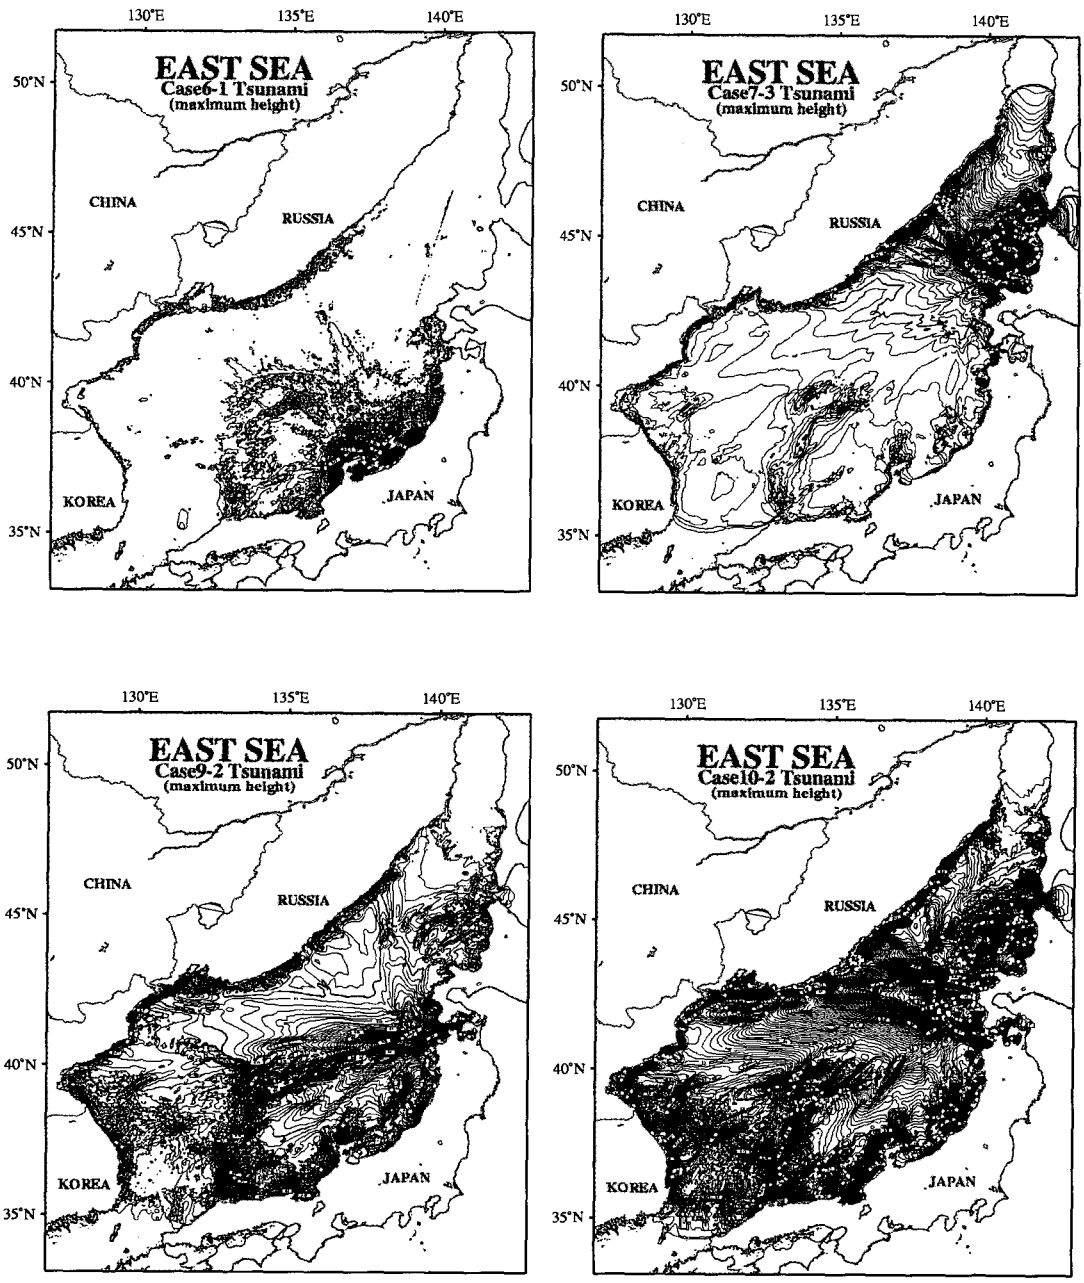 130°E 135°E 140°E
50°N
EAST SEA
Case6-1 Tsunami
(maximum height)
CHINA
RUSSIA
45°N
40°N
KOREA
JAPAN
35°N
130°E 135°E 140°E
50°N
EAST SEA
Case7-3 Tsunami
(maximum height)
CHINA
RUSSIA
45°N
40°N
KOREA
JAPAN
35°N
130°E 135°E 140°E
50°N
EAST SEA
Case9-2 Tsunami
(maximum height)
CHINA
RUSSIA
45°N
40°N
KOREA
JAPAN
35°N
130°E 135°E 140°E
50°N
EAST SEA
Case10-2 Tsunami
(maximum height)
CHINA
RUSSIA
45°N
40°N
KOREA
JAPAN
35°N